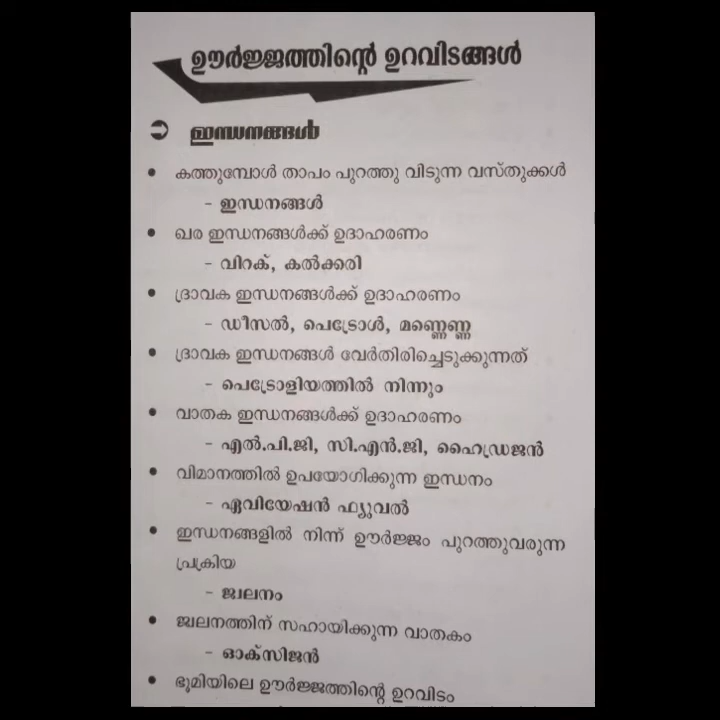 ഊർജ്ജത്തിന്റെ ഉറവിടങ്ങൾ
ഇന്ധനങ്ങൾ
• കത്തുമ്പോൾ താപം പുറത്തു വിടുന്ന വസ്തുക്കൾ
- ഇന്ധനങ്ങൾ
• ഖര ഇന്ധനങ്ങൾക്ക് ഉദാഹരണം
- വിറക്, കൽക്കരി
• ദ്രാവക ഇന്ധനങ്ങൾക്ക് ഉദാഹരണം
- ഡീസൽ, പെട്രോൾ, മണ്ണെണ്ണ
• ദ്രാവക ഇന്ധനങ്ങൾ വേർതിരിച്ചെടുക്കുന്നത്
- പെട്രോളിയത്തിൽ നിന്നും
• വാതക ഇന്ധനങ്ങൾക്ക് ഉദാഹരണം
- എൽ.പി.ജി, സി.എൻ.ജി, ഹൈഡ്രജൻ
• വിമാനത്തിൽ ഉപയോഗിക്കുന്ന ഇന്ധനം
- ഏവിയേഷൻ ഫ്യുവൽ
• ഇന്ധനങ്ങളിൽ നിന്ന് ഊർജ്ജം പുറത്തുവരുന്ന
പ്രക്രിയ
- ജ്വലനം
• ജ്വലനത്തിന് സഹായിക്കുന്ന വാതകം
- ഓക്സിജൻ
• ഭൂമിയിലെ ഊർജ്ജത്തിന്റെ ഉറവിടം